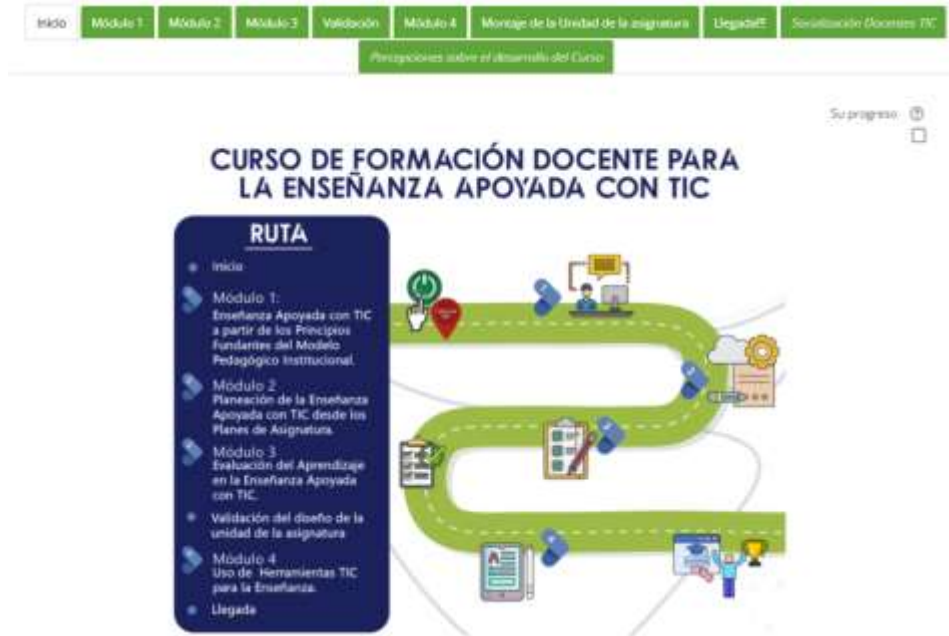 Inicio
Módulo 1
Módulo 2
Módulo 3
Validación
Módulo 4
Montaje de la Unidad de la asignatura
Llegada!!!
Socialización Docentes TIC
Percepciones sobre el desarrollo del Curso
Su progreso
CURSO DE FORMACIÓN DOCENTE PARA
LA ENSEÑANZA APOYADA CON TIC
RUTA
Inicio
Módulo 1:
Enseñanza Apoyada con TIC
a partir de los Principios
Fundantes del Modelo
Pedagógico Institucional.
Módulo 2
Planeación de la Enseñanza
Apoyada con TIC desde los
Planes de Asignatura.
Módulo 3
Evaluación del Aprendizaje
en la Enseñanza Apoyada
con TIC.
Validación del diseño de la
unidad de la asignatura
Módulo 4
Uso de Herramientas TIC
para la Enseñanza.
Llegada